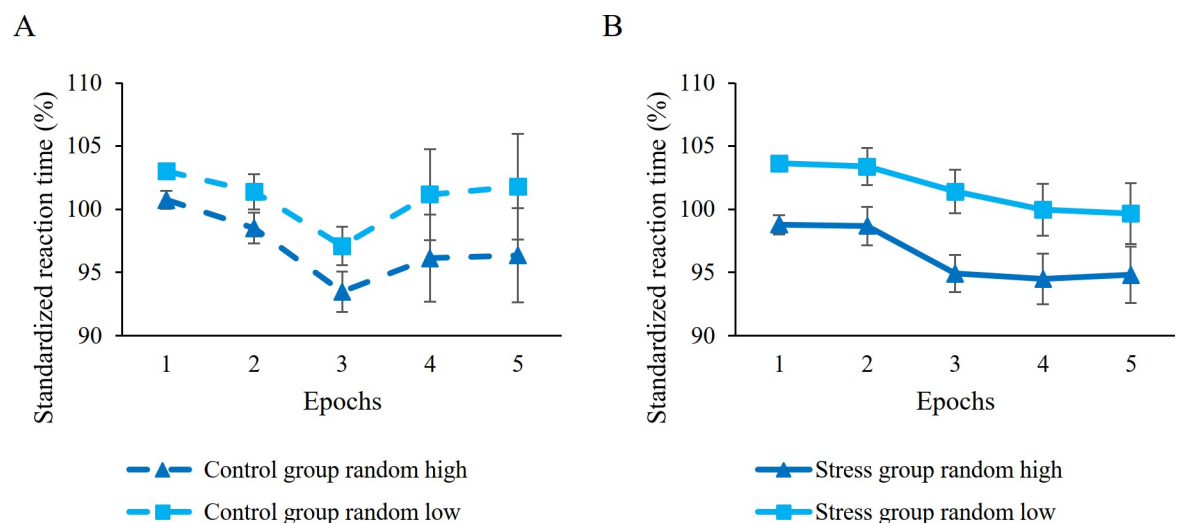 A
Standardized reaction time (%)
110
105
100
95
90
1 2 3 4 5
Epochs
Control group random high
Control group random low
B
Standardized reaction time (%)
110
105
100
95
90
1 2 3 4 5
Epochs
Stress group random high
Stress group random low